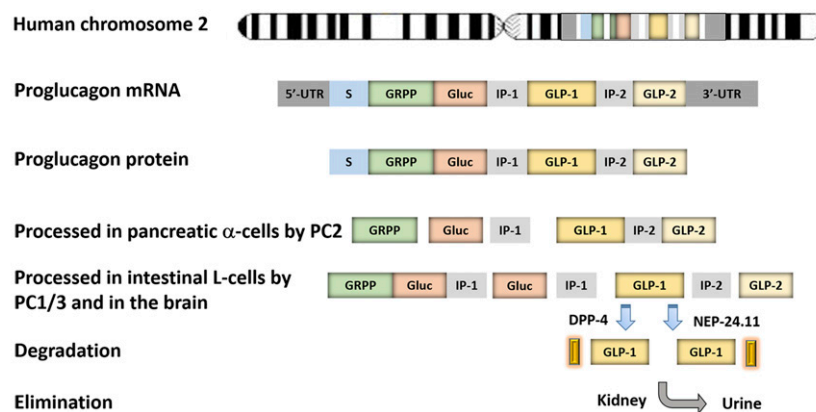 Human chromosome 2
Proglucagon mRNA
5'-UTR S GRPP Gluc IP-1 GLP-1 IP-2 GLP-2 3'-UTR
Proglucagon protein
S GRPP Gluc IP-1 GLP-1 IP-2 GLP-2
Processed in pancreatic α-cells by PC2
GRPP Gluc IP-1 GLP-1 IP-2 GLP-2
Processed in intestinal L-cells by
PC1/3 and in the brain
GRPP Gluc IP-1 Gluc IP-1 GLP-1 IP-2 GLP-2
DPP-4 NEP-24.11
Degradation
GLP-1 GLP-1
Elimination
Kidney Urine